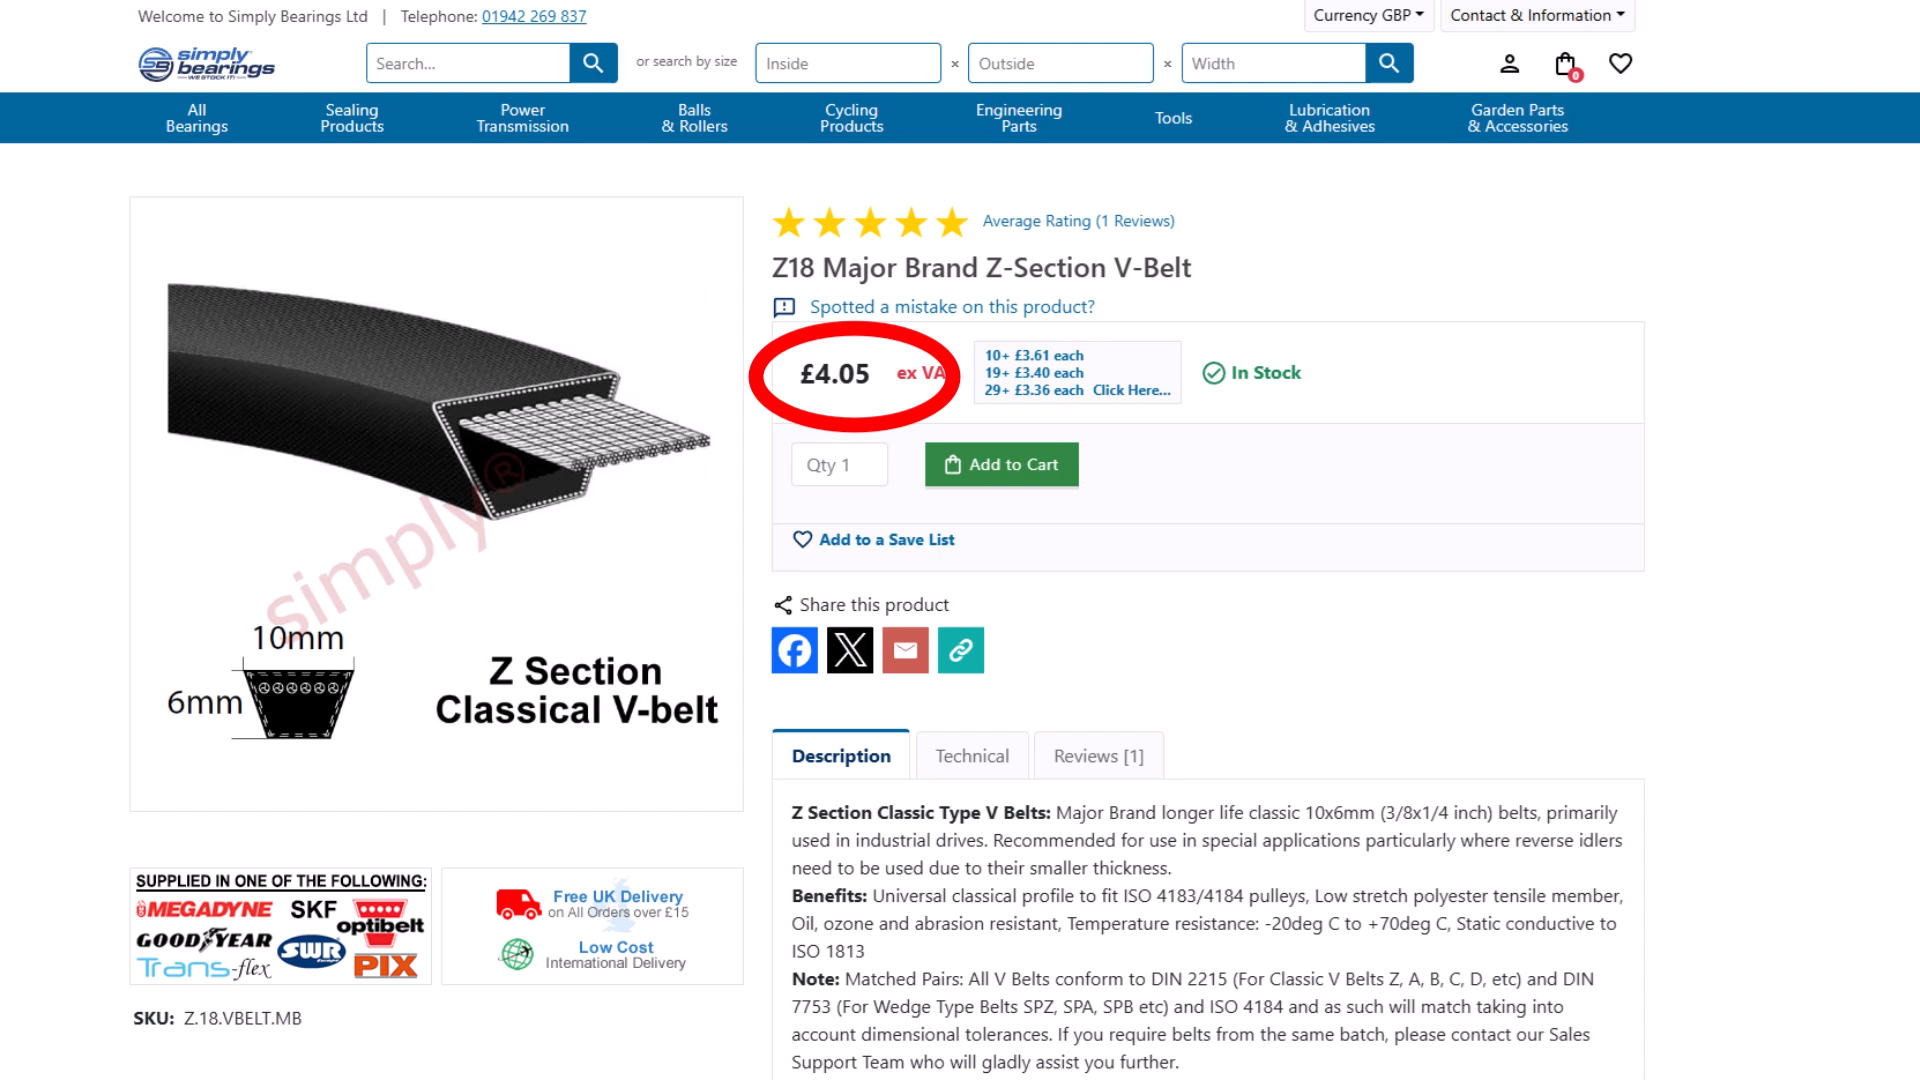 Welcome to Simply Bearings Ltd | Telephone: 01942 269 837
Currency GBP
Contact & Information
simply
bearings
WE STOCK IT!
Search...
or search by size
Inside
×
Outside
×
Width
0
All
Bearings
Sealing
Products
Power
Transmission
Balls
& Rollers
Cycling
Products
Engineering
Parts
Tools
Lubrication
& Adhesives
Garden Parts
& Accessories
simply®
10mm
6mm
Z Section
Classical V-belt
Average Rating (1 Reviews)
Z18 Major Brand Z-Section V-Belt
Spotted a mistake on this product?
£4.05 ex VA
10+ £3.61 each
19+ £3.40 each
29+ £3.36 each Click Here...
In Stock
Qty 1
Add to Cart
Add to a Save List
Share this product
Description
Technical
Reviews [1]
Z Section Classic Type V Belts: Major Brand longer life classic 10x6mm (3/8x1/4 inch) belts, primarily
used in industrial drives. Recommended for use in special applications particularly where reverse idlers
need to be used due to their smaller thickness.
Benefits: Universal classical profile to fit ISO 4183/4184 pulleys, Low stretch polyester tensile member,
Oil, ozone and abrasion resistant, Temperature resistance: -20deg C to +70deg C, Static conductive to
ISO 1813
Note: Matched Pairs: All V Belts conform to DIN 2215 (For Classic V Belts Z, A, B, C, D, etc) and DIN
7753 (For Wedge Type Belts SPZ, SPA, SPB etc) and ISO 4184 and as such will match taking into
account dimensional tolerances. If you require belts from the same batch, please contact our Sales
Support Team who will gladly assist you further.
SUPPLIED IN ONE OF THE FOLLOWING:
MEGADYNE
SKF
optibelt
GOODYEAR
SWR
Trans-flex
PIX
Free UK Delivery
on All Orders over £15
Low Cost
International Delivery
SKU: Z.18.VBELT.MB